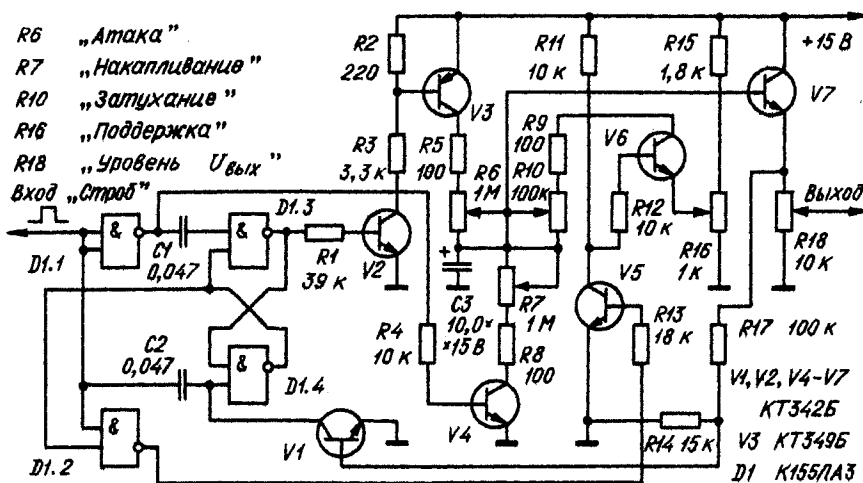 R6 „Атака”
R7 „Накапливание”
R10 „Затухание”
R16 „Поддержка”
R18 „Уровень Uвых”
Вход „Строб”
R2
220
R3
3,3 к
V3
R5
100
R6
1М
R9
100
R10
100к
R11
10 к
V6
R12
10 к
R15
1,8 к
+15 В
V7
Выход
R16
1 к
R18
10 к
&
D1.1
C1
0,047
&
D1.3
R1
39 к
V2
+
C3
10,0×
×15 В
R7
1 М
V5
R13
18 к
R17 100 к
C2
0,047
&
D1.4
R4
10 к
R8
100
V4
&
D1.2
V1
R14 15 к
V1, V2, V4–V7
КТ342Б
V3 КТ349Б
D1 К155ЛА3